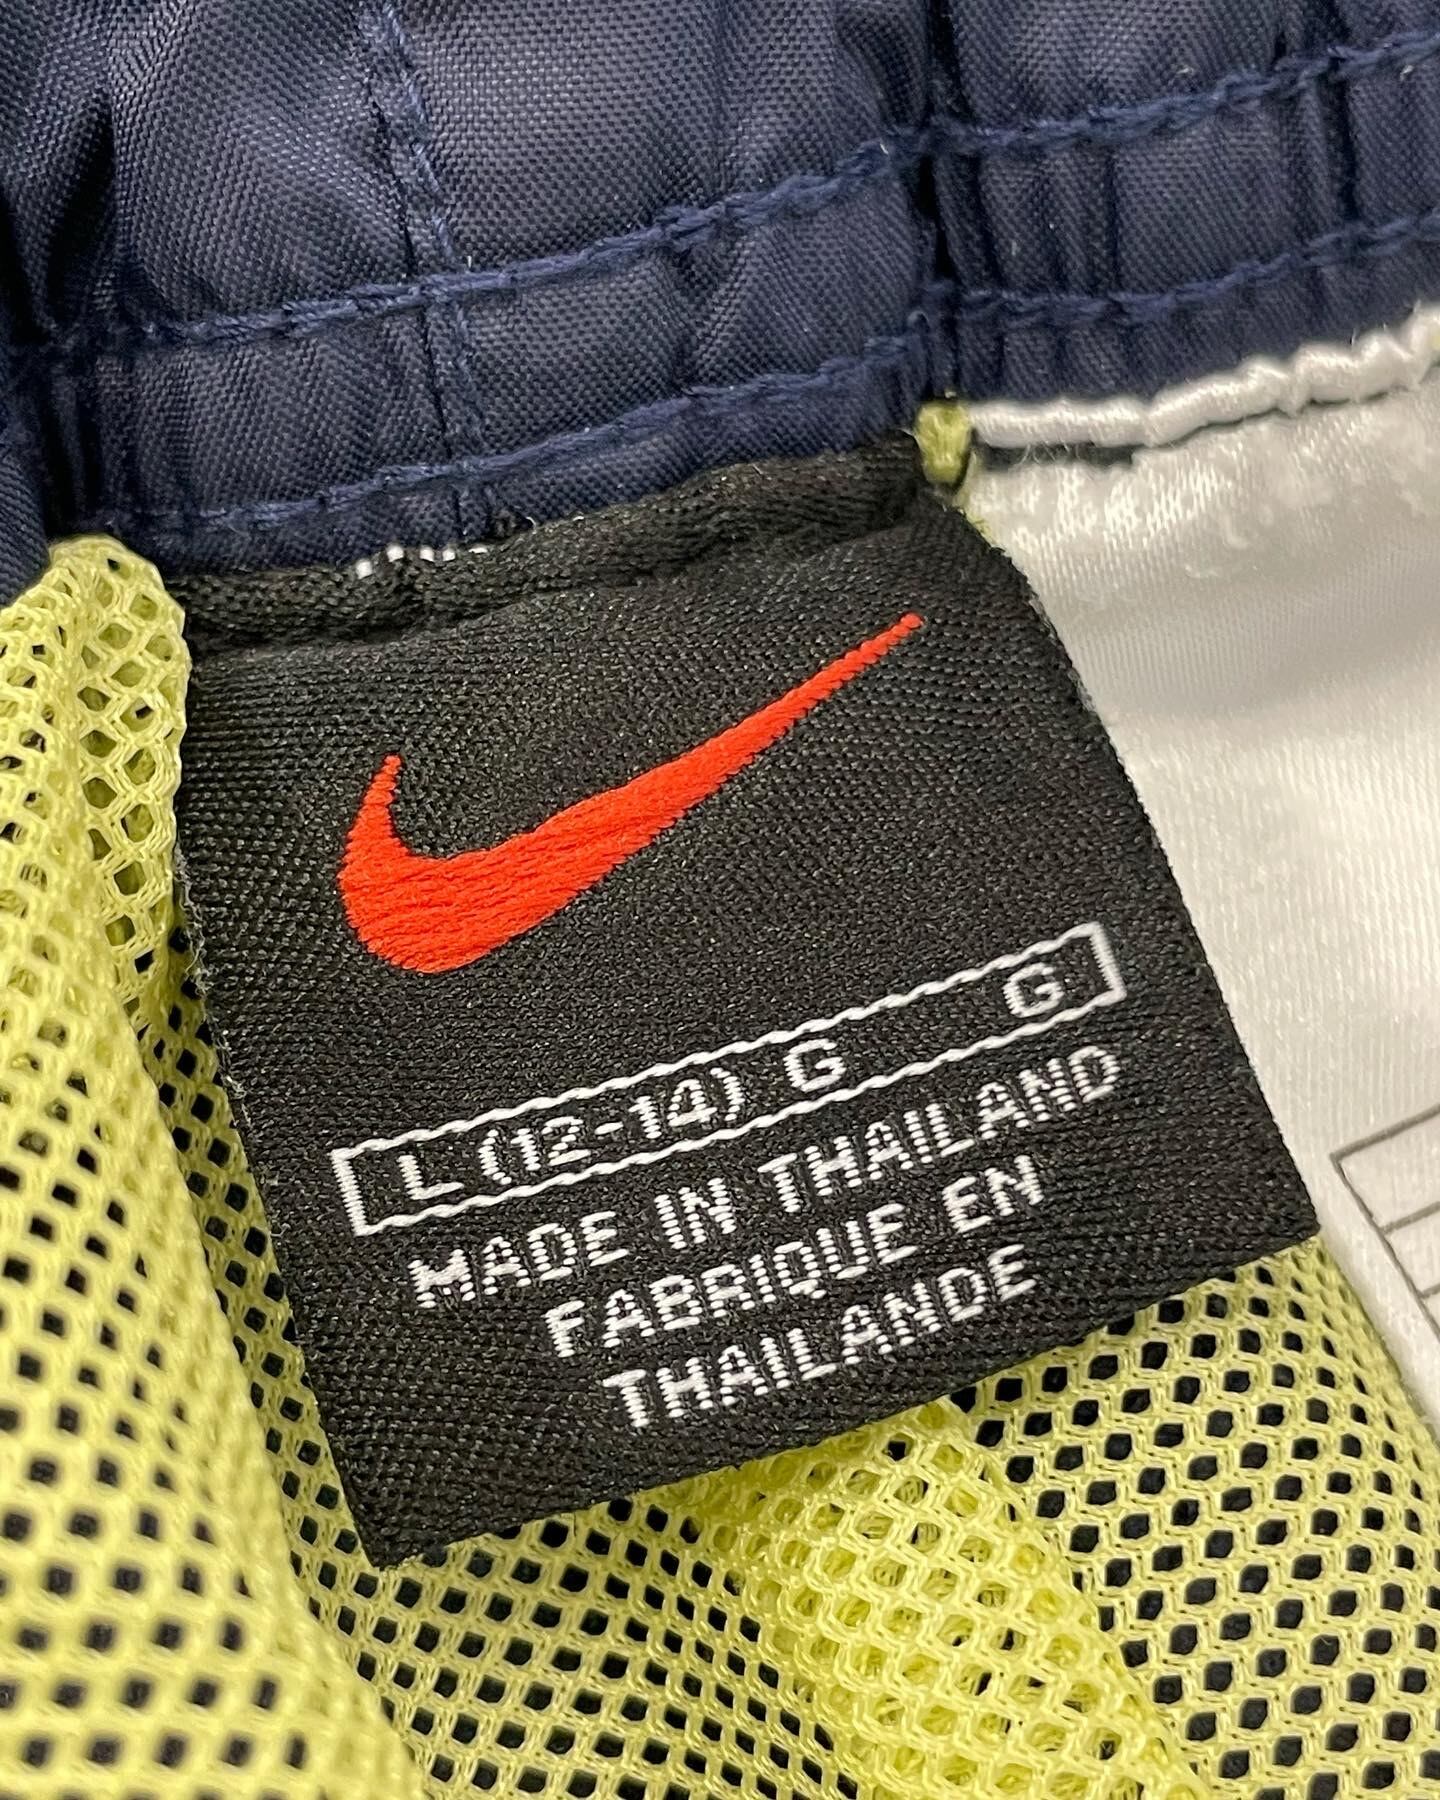 L (12-14) G G
MADE IN THAILAND
FABRIQUE EN
THAILANDE